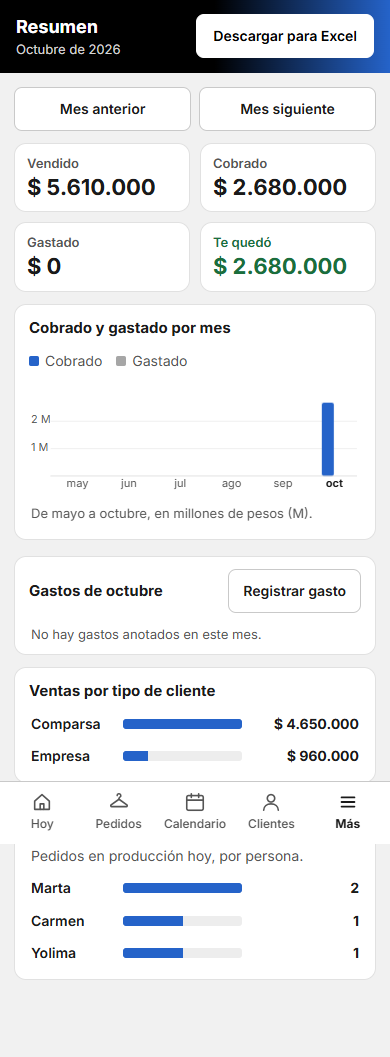 Resumen
Octubre de 2026
Descargar para Excel
Mes anterior
Mes siguiente
Vendido
$ 5.610.000
Cobrado
$ 2.680.000
Gastado
$ 0
Te quedó
$ 2.680.000
Cobrado y gastado por mes
Cobrado
Gastado
2 M
1 M
may jun jul ago sep oct
De mayo a octubre, en millones de pesos (M).
Gastos de octubre
Registrar gasto
No hay gastos anotados en este mes.
Ventas por tipo de cliente
Comparsa $ 4.650.000
Empresa $ 960.000
Hoy Pedidos Calendario Clientes Más
Pedidos en producción hoy, por persona.
Marta 2
Carmen 1
Yolima 1